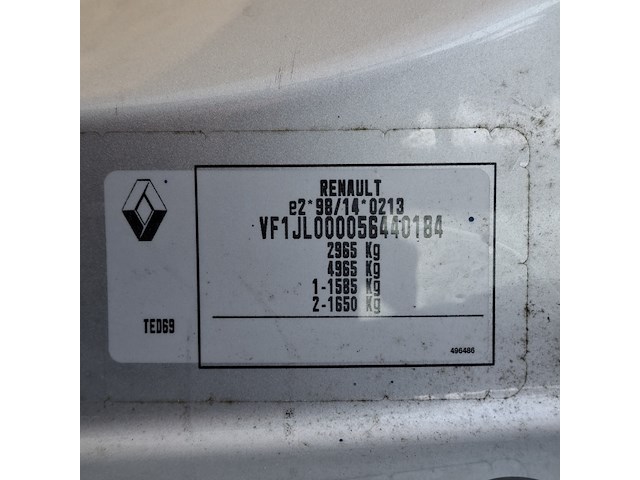 RENAULT
e2*98/14*0213
VF1JL000056440184
2965 Kg
4965 Kg
1-1585 Kg
2-1650 Kg
TED69
496486